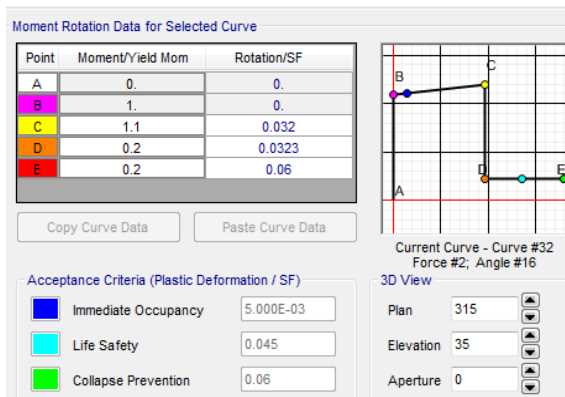 Moment Rotation Data for Selected Curve
Point Moment/Yield Mom Rotation/SF
A 0. 0.
B 1. 0.
C 1.1 0.032
D 0.2 0.0323
E 0.2 0.06
Copy Curve Data Paste Curve Data
B
C
D
E
A
Current Curve - Curve #32
Force #2; Angle #16
Acceptance Criteria (Plastic Deformation / SF)
Immediate Occupancy 5.000E-03
Life Safety 0.045
Collapse Prevention 0.06
3D View
Plan 315
Elevation 35
Aperture 0